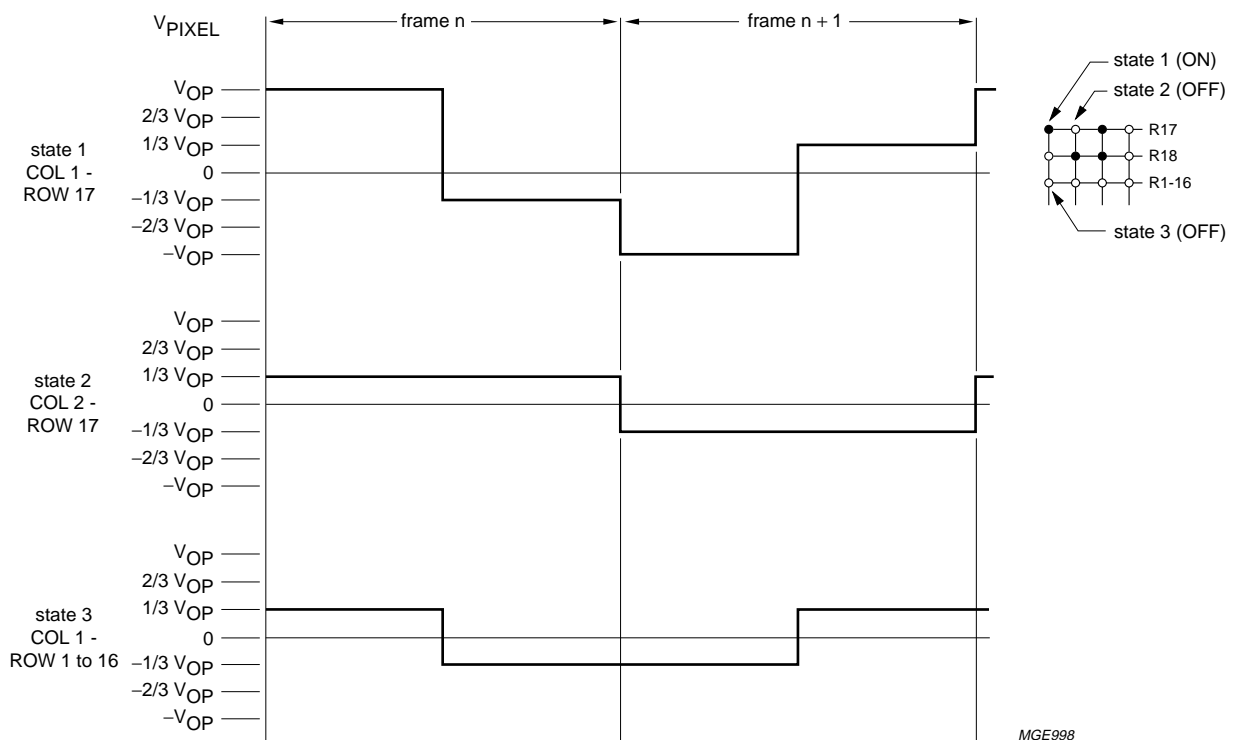 VPIXEL
frame n
frame n + 1
state 1
COL 1 -
ROW 17
VOP
2/3 VOP
1/3 VOP
0
−1/3 VOP
−2/3 VOP
−VOP
state 1 (ON)
state 2 (OFF)
R17
R18
R1-16
state 3 (OFF)
state 2
COL 2 -
ROW 17
VOP
2/3 VOP
1/3 VOP
0
−1/3 VOP
−2/3 VOP
−VOP
state 3
COL 1 -
ROW 1 to 16
VOP
2/3 VOP
1/3 VOP
0
−1/3 VOP
−2/3 VOP
−VOP
MGE998